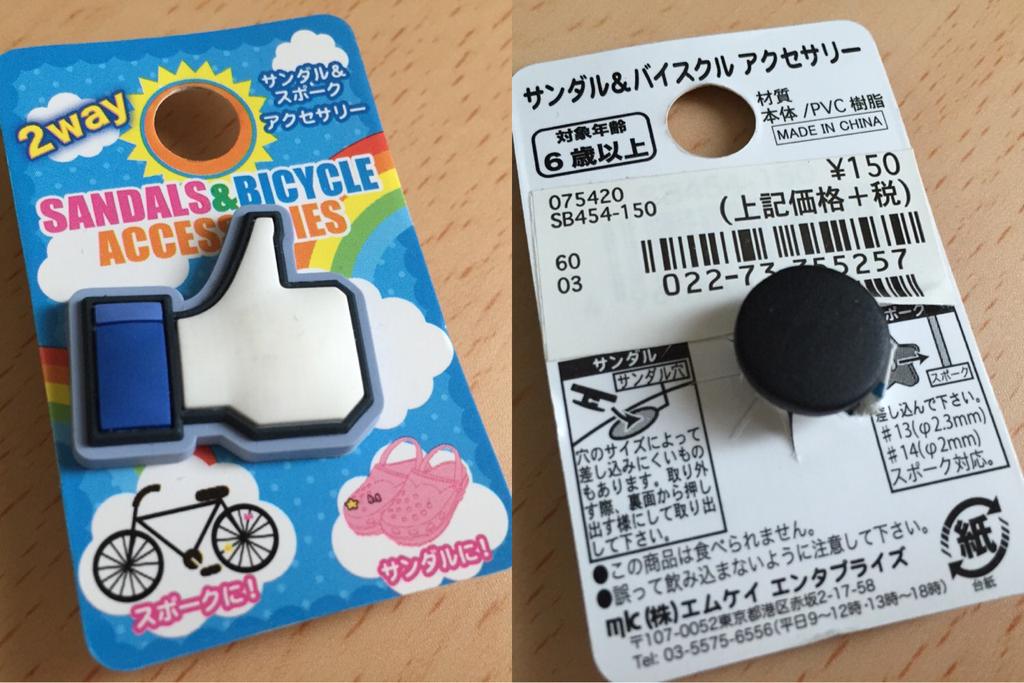 2way
サンダル&
スポーク
アクセサリー
SANDALS&BICYCLE
スポークに!
サンダルに!
サンダル&バイスクル アクセサリー
対象年齢
6歳以上
材質
本体/PVC樹脂
MADE IN CHINA
¥150
(上記価格+税)
075420
SB454-150
60
03
サンダル
サンダル穴
穴のサイズによって
差し込みにくいもの
もあります。取り外
す際、裏面から押し
出す様にして取り出
して下さい。
スポーク
差し込んで下さい。
#13(φ2.3mm)
#14(φ2mm)
スポーク対応。
●この商品は食べられません。
●誤って飲み込まないように注意して下さい。
mk(株)エムケイ エンタプライズ
〒107-0052東京都港区赤坂2-17-58
Tel: 03-5575-6556(平日9〜12時・13時〜18時)
紙
台紙